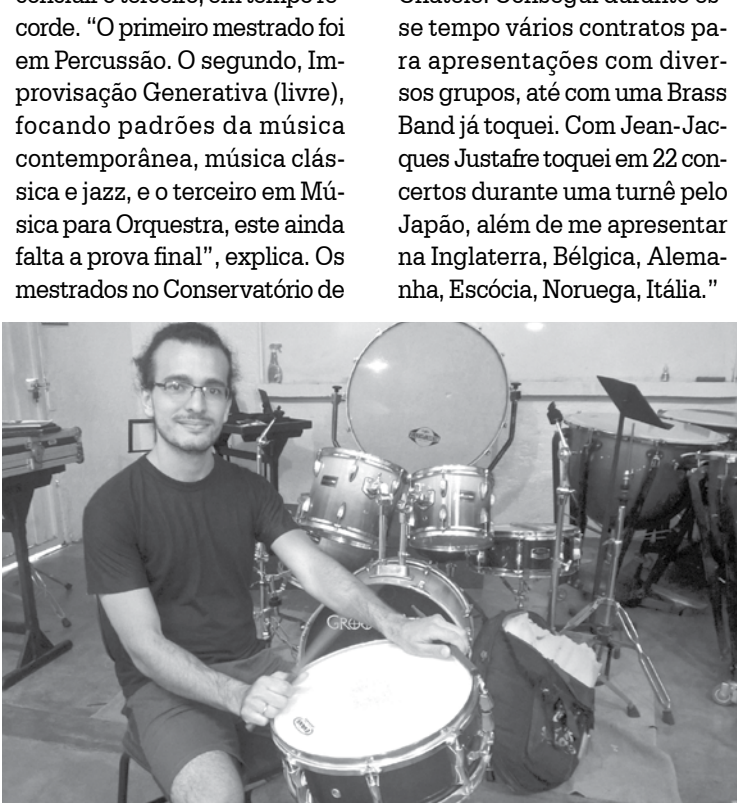 corde. “O primeiro mestrado foi
em Percussão. O segundo, Im-
provisação Generativa (livre),
focando padrões da música
contemporânea, música clás-
sica e jazz, e o terceiro em Mú-
sica para Orquestra, este ainda
falta a prova final”, explica. Os
mestrados no Conservatório de
se tempo vários contratos pa-
ra apresentações com diver-
sos grupos, até com uma Brass
Band já toquei. Com Jean-Jac-
ques Justafre toquei em 22 con-
certos durante uma turnê pelo
Japão, além de me apresentar
na Inglaterra, Bélgica, Alema-
nha, Escócia, Noruega, Itália.”